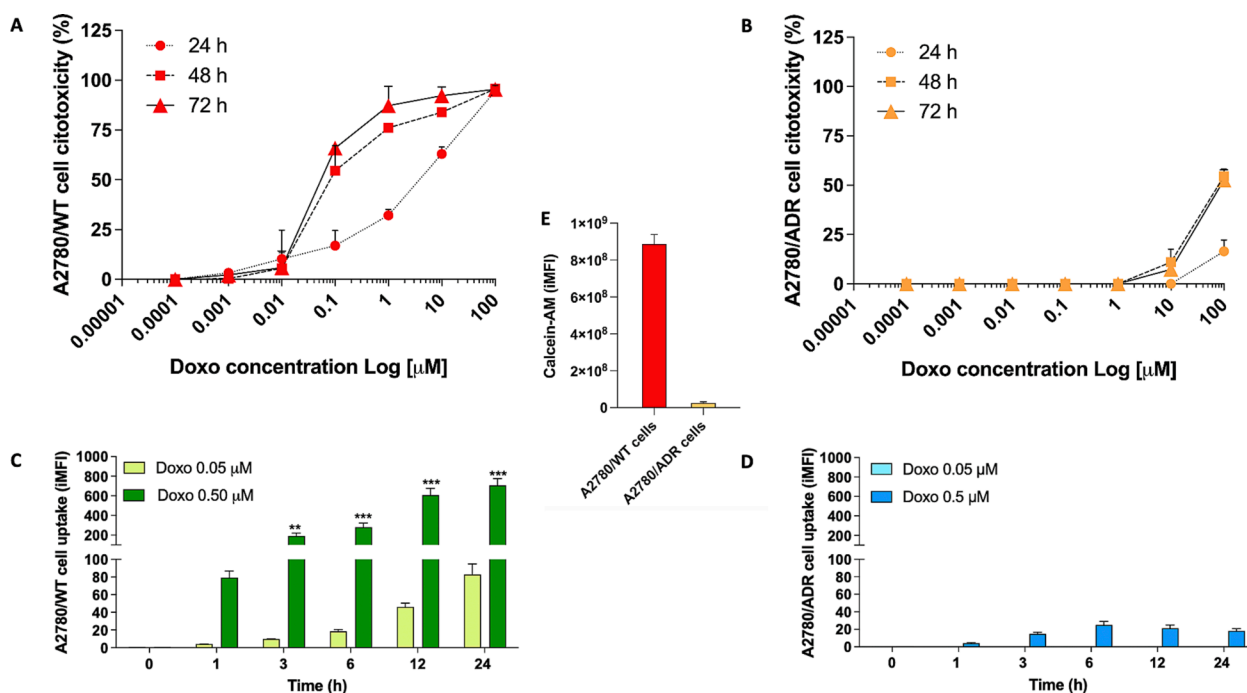 A
A2780/WT cell citotoxicity (%)
125
100
75
50
25
0
24 h
48 h
72 h
0.00001
0.0001
0.001
0.01
0.1
1
10
100
Doxo concentration Log [μM]
B
A2780/ADR cell citotoxixity (%)
125
100
75
50
25
0
24 h
48 h
72 h
0.00001
0.0001
0.001
0.01
0.1
1
10
100
Doxo concentration Log [μM]
E
Calcein-AM (iMFI)
1×10⁹
8×10⁸
6×10⁸
4×10⁸
2×10⁸
0
A2780/WT cells
A2780/ADR cells
C
A2780/WT cell uptake (iMFI)
1000
800
600
400
200
100
80
60
40
20
0
Doxo 0.05 μM
Doxo 0.50 μM
**
***
***
***
0
1
3
6
12
24
Time (h)
D
A2780/ADR cell uptake (iMFI)
1000
800
600
400
200
100
80
60
40
20
0
Doxo 0.05 μM
Doxo 0.5 μM
0
1
3
6
12
24
Time (h)